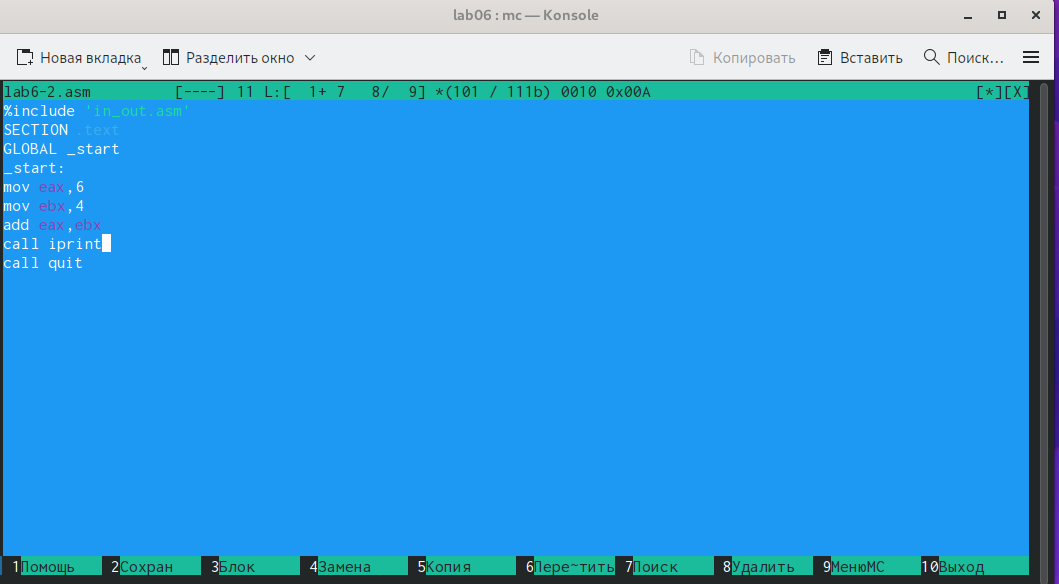 lab06 : mc — Konsole
Новая вкладка Разделить окно Копировать Вставить Поиск…
lab6-2.asm [----] 11 L:[ 1+ 7 8/ 9] *(101 / 111b) 0010 0x00A [*][X]
%include 'in_out.asm'
SECTION .text
GLOBAL _start
_start:
mov eax,6
mov ebx,4
add eax,ebx
call iprint
call quit
1Помощь 2Сохран 3Блок 4Замена 5Копия 6Пере~тить 7Поиск 8Удалить 9МенюMC 10Выход